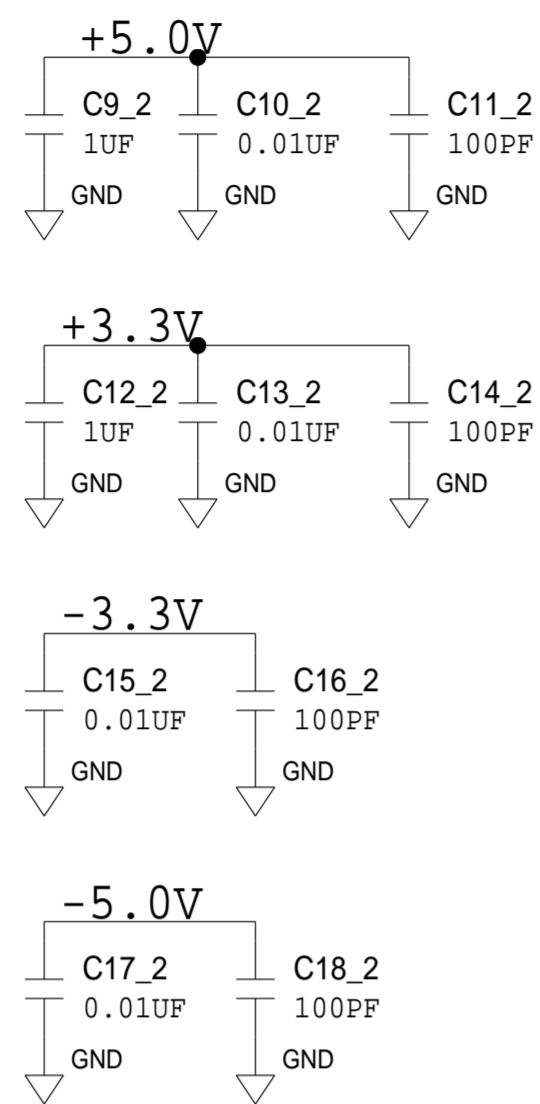 +5.0V
C9_2 C10_2 C11_2
1UF 0.01UF 100PF
GND GND GND
+3.3V
C12_2 C13_2 C14_2
1UF 0.01UF 100PF
GND GND GND
-3.3V
C15_2 C16_2
0.01UF 100PF
GND GND
-5.0V
C17_2 C18_2
0.01UF 100PF
GND GND